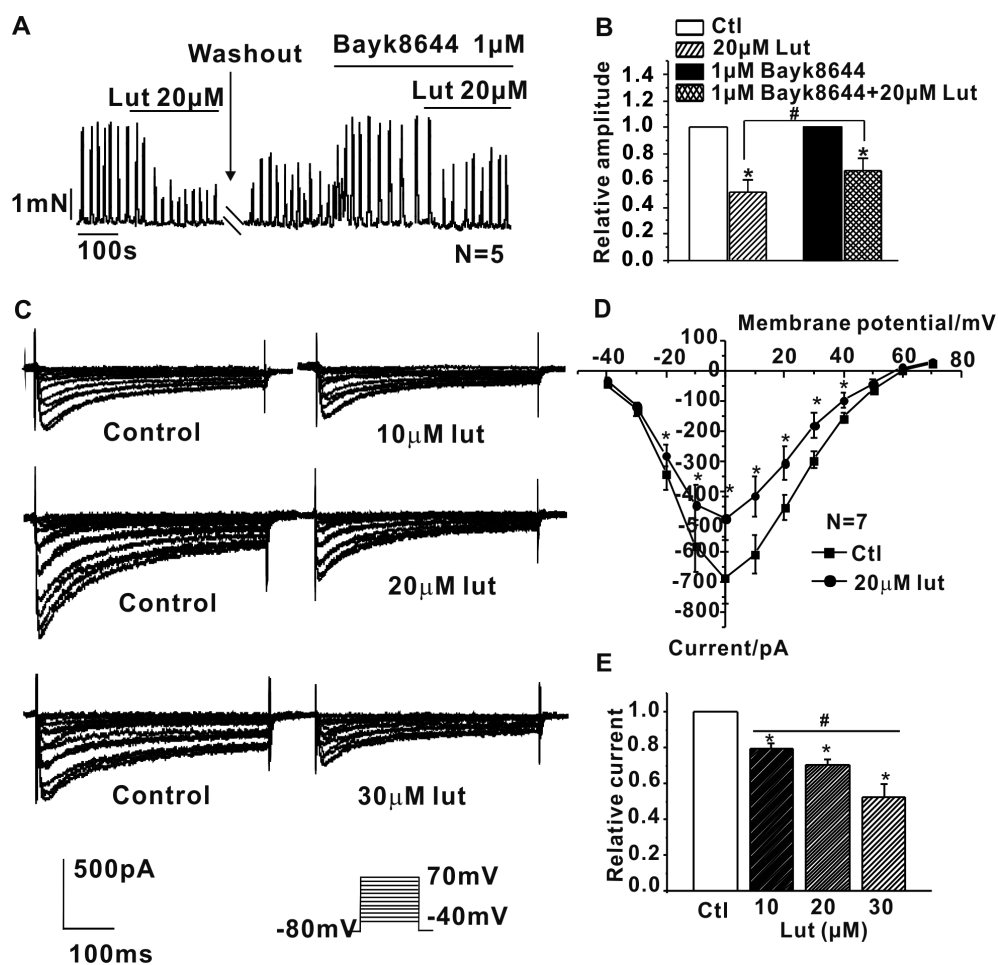 A
Washout
Bayk8644 1μM
Lut 20μM
Lut 20μM
1mN
100s
N=5
B
Ctl
20μM Lut
1μM Bayk8644
1μM Bayk8644+20μM Lut
Relative amplitude
1.4
1.2
1.0
0.8
0.6
0.4
0.2
0.0
*
#
*
C
Control
10μM lut
Control
20μM lut
Control
30μM lut
500pA
100ms
70mV
-40mV
-80mV
D
Membrane potential/mV
-40 -20 20 40 60 80
100
0
-100
-200
-300
-400
-500
-600
-700
-800
* * * * * * *
N=7
Ctl
20μM lut
Current/pA
E
Relative current
1.0
0.8
0.6
0.4
0.2
0.0
#
* * *
Ctl 10 20 30
Lut (μM)